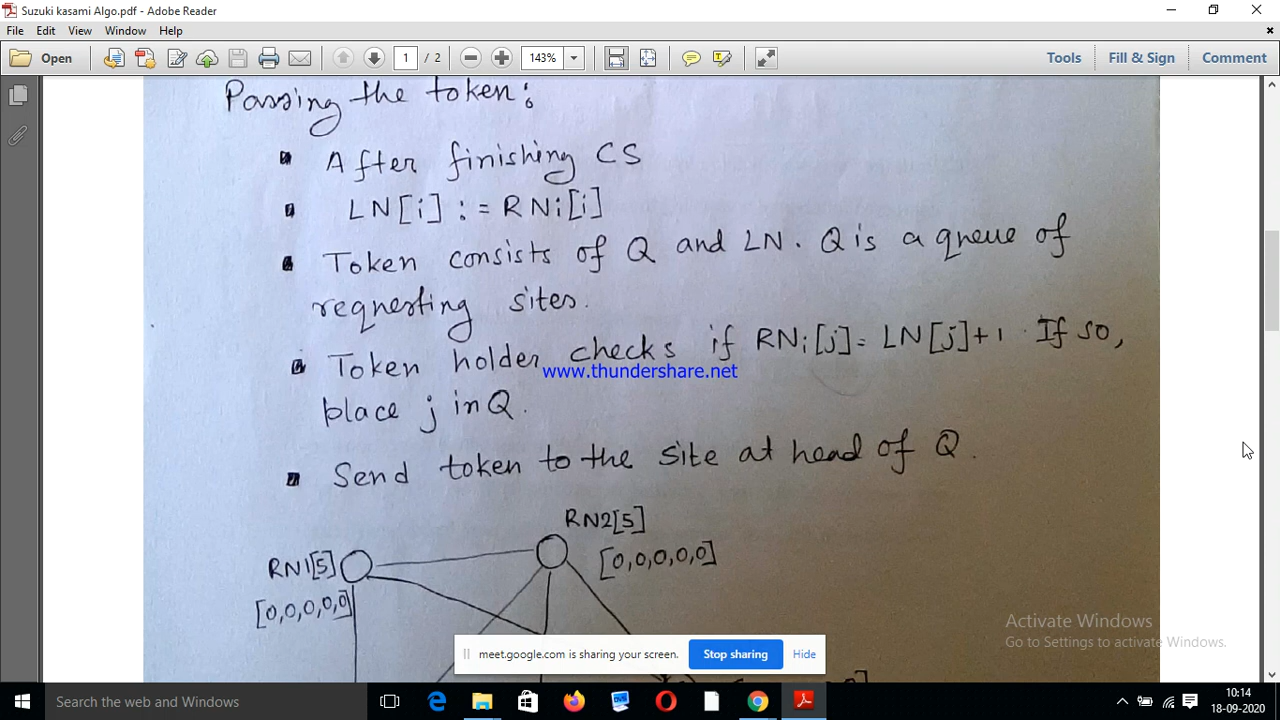 Suzuki kasami Algo.pdf - Adobe Reader
File Edit View Window Help
Open 1 / 2 143% Tools Fill & Sign Comment
Passing the token:
After finishing CS
LN[i] := RNi[i]
Token consists of Q and LN. Q is a queue of
requesting sites.
Token holder checks if RNi[j]= LN[j]+1. If so,
www.thundershare.net
place j in Q.
Send token to the site at head of Q.
RN2[5]
[0,0,0,0,0]
RN1[5]
[0,0,0,0,0]
Activate Windows
Go to Settings to activate Windows.
meet.google.com is sharing your screen. Stop sharing Hide
Search the web and Windows
10:14
18-09-2020